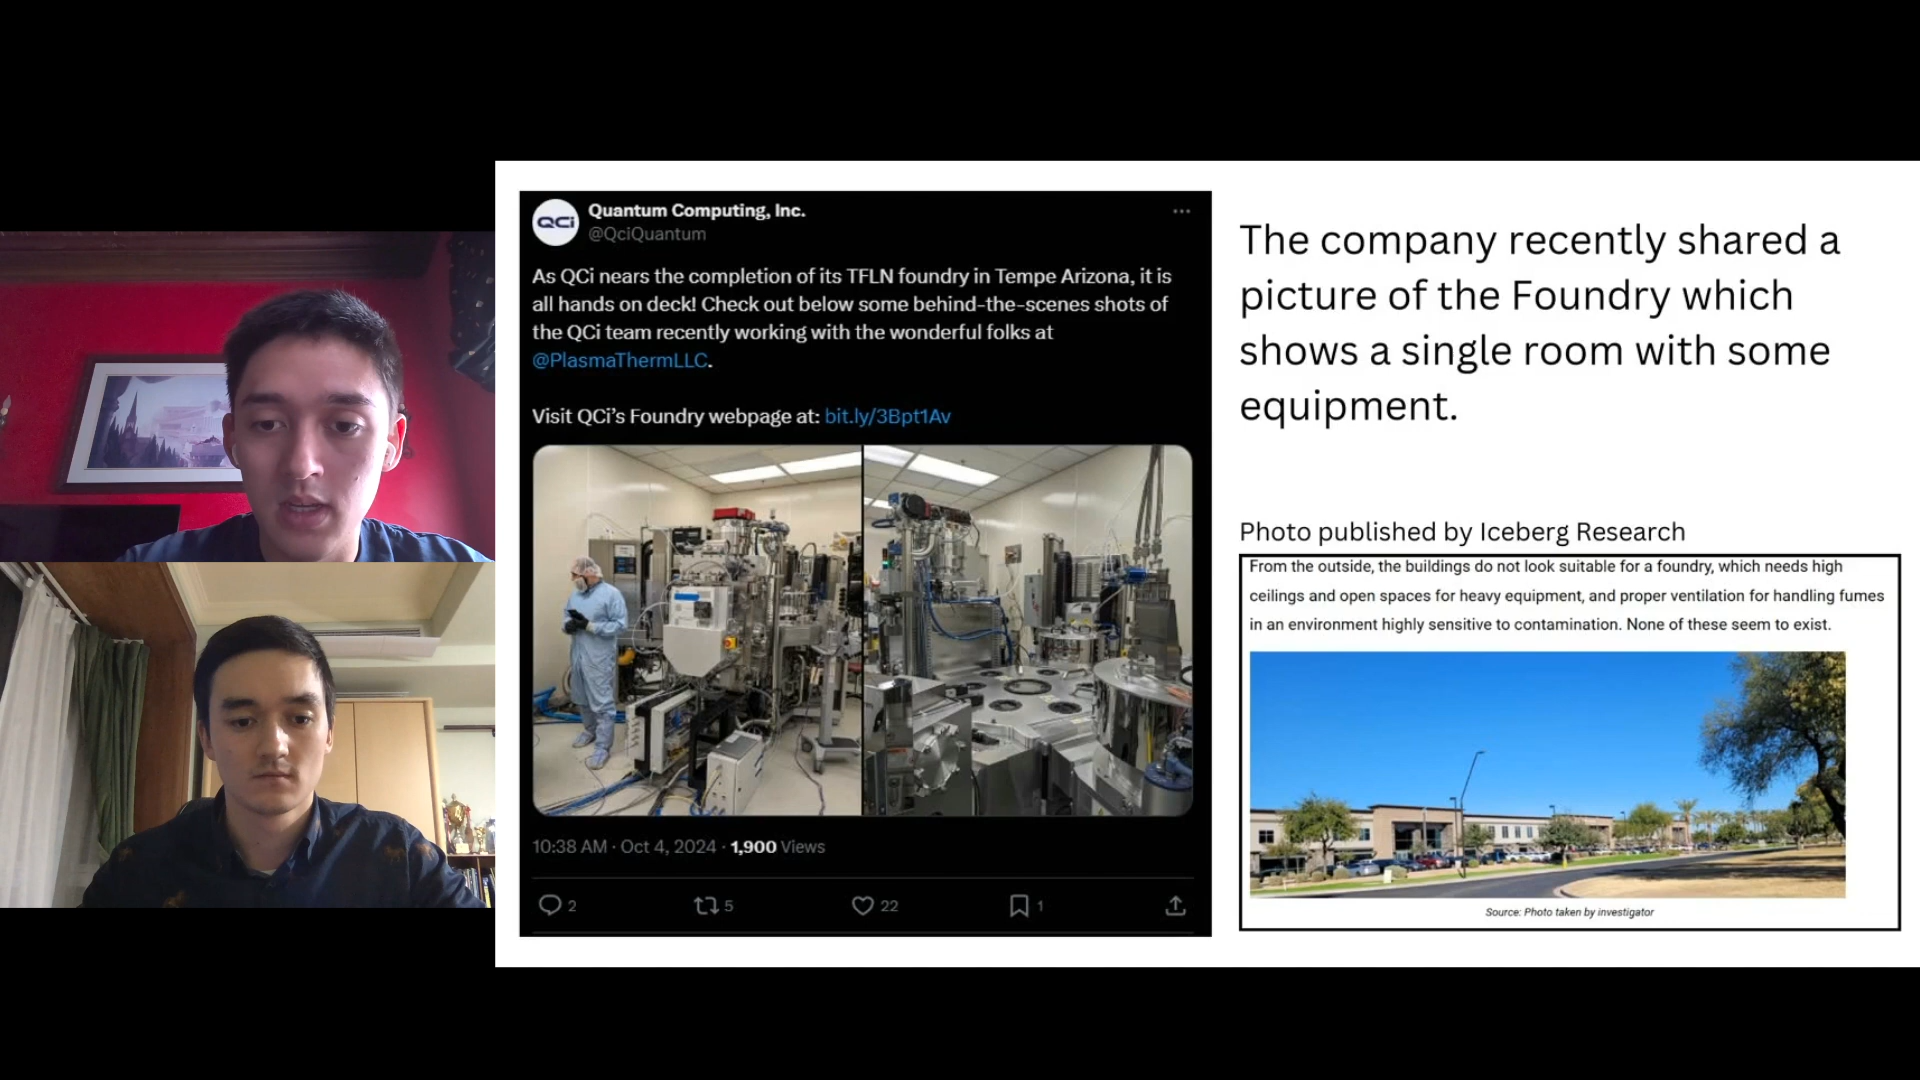 QCi
Quantum Computing, Inc.
@QciQuantum
As QCi nears the completion of its TFLN foundry in Tempe Arizona, it is
all hands on deck! Check out below some behind-the-scenes shots of
the QCi team recently working with the wonderful folks at
@PlasmaThermLLC.
Visit QCi’s Foundry webpage at: bit.ly/3Bpt1Av
10:38 AM · Oct 4, 2024 · 1,900 Views
2
5
22
1
The company recently shared a
picture of the Foundry which
shows a single room with some
equipment.
Photo published by Iceberg Research
From the outside, the buildings do not look suitable for a foundry, which needs high
ceilings and open spaces for heavy equipment, and proper ventilation for handling fumes
in an environment highly sensitive to contamination. None of these seem to exist.
Source: Photo taken by investigator